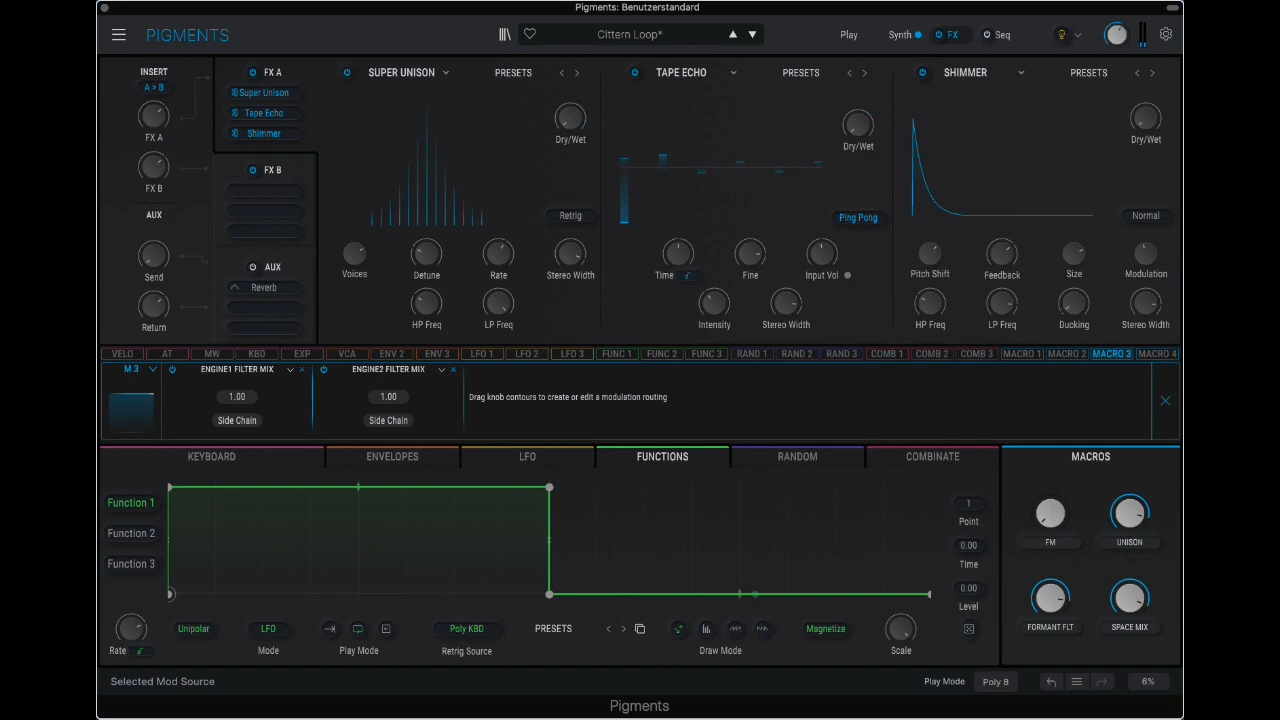 Pigments: Benutzerstandard
PIGMENTS
Cittern Loop*
Play
Synth
FX
Seq
INSERT
A > B
FX A
FX B
AUX
Send
Return
FX A
Super Unison
Tape Echo
Shimmer
FX B
AUX
Reverb
SUPER UNISON
PRESETS
Dry/Wet
Retrig
Voices
Detune
Rate
Stereo Width
HP Freq
LP Freq
TAPE ECHO
PRESETS
Dry/Wet
Ping Pong
Time
Fine
Input Vol
Intensity
Stereo Width
SHIMMER
PRESETS
Dry/Wet
Normal
Pitch Shift
Feedback
Size
Modulation
HP Freq
LP Freq
Ducking
Stereo Width
VELO AT MW KBD EXP VCA ENV 2 ENV 3 LFO 1 LFO 2 LFO 3 FUNC 1 FUNC 2 FUNC 3 RAND 1 RAND 2 RAND 3 COMB 1 COMB 2 COMB 3 MACRO 1 MACRO 2 MACRO 3 MACRO 4
M 3
ENGINE1 FILTER MIX
1.00
Side Chain
ENGINE2 FILTER MIX
1.00
Side Chain
Drag knob contours to create or edit a modulation routing
KEYBOARD ENVELOPES LFO FUNCTIONS RANDOM COMBINATE MACROS
Function 1
Function 2
Function 3
1
Point
0.00
Time
0.00
Level
Rate
Unipolar
LFO
Mode
Play Mode
Poly KBD
Retrig Source
PRESETS
Draw Mode
Magnetize
Scale
FM
UNISON
FORMANT FLT
SPACE MIX
Selected Mod Source
Play Mode
Poly 8
6%
Pigments